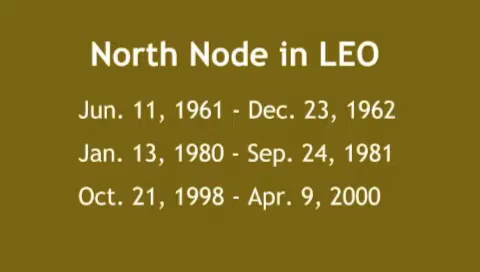 North Node in LEO
Jun. 11, 1961 - Dec. 23, 1962
Jan. 13, 1980 - Sep. 24, 1981
Oct. 21, 1998 - Apr. 9, 2000